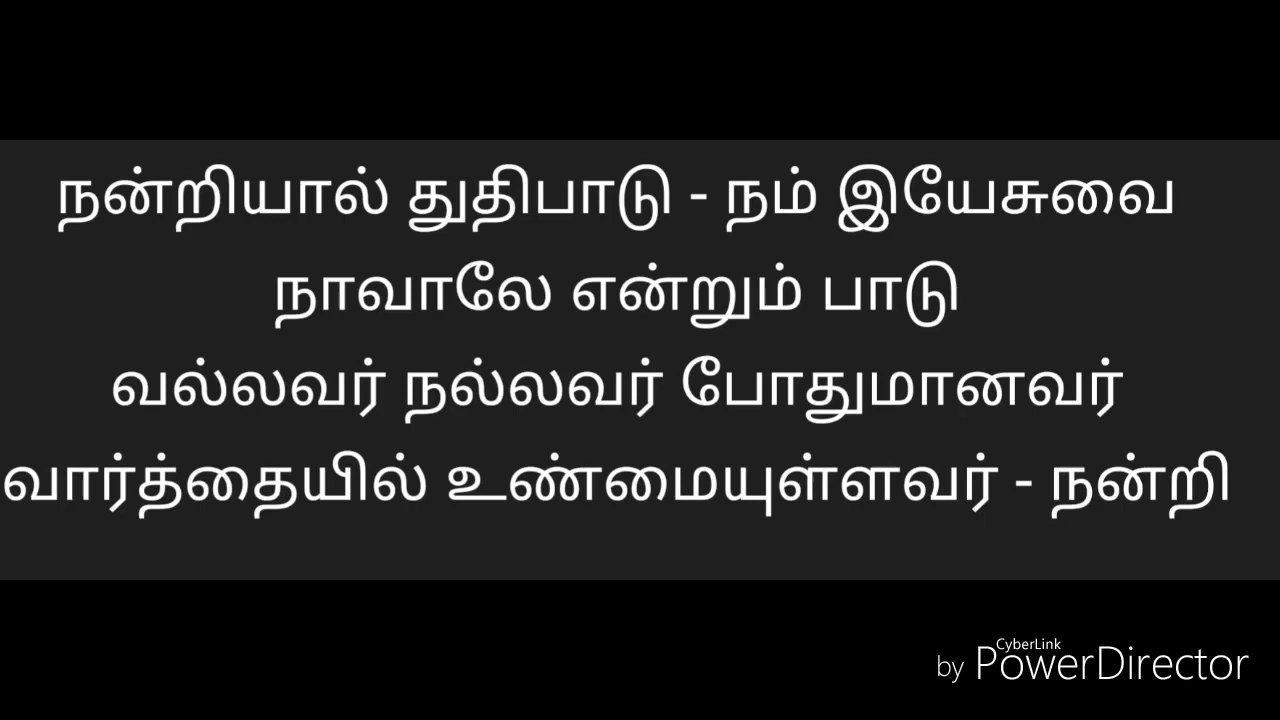 நன்றியால் துதிபாடு - நம் இயேசுவை
நாவாலே என்றும் பாடு
வல்லவர் நல்லவர் போதுமானவர்
வார்த்தையில் உண்மையுள்ளவர் - நன்றி
CyberLink
by PowerDirector